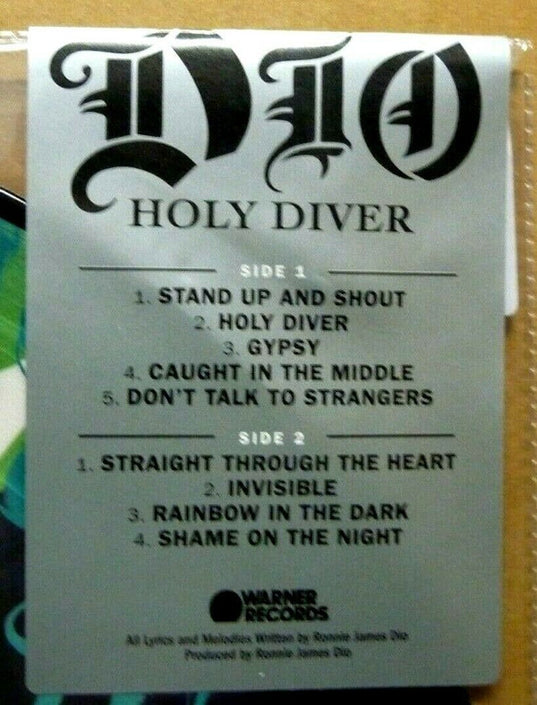 DIO
HOLY DIVER
SIDE 1
1. STAND UP AND SHOUT
2. HOLY DIVER
3. GYPSY
4. CAUGHT IN THE MIDDLE
5. DON'T TALK TO STRANGERS
SIDE 2
1. STRAIGHT THROUGH THE HEART
2. INVISIBLE
3. RAINBOW IN THE DARK
4. SHAME ON THE NIGHT
WARNER
RECORDS
All Lyrics and Melodies Written by Ronnie James Dio
Produced by Ronnie James Dio